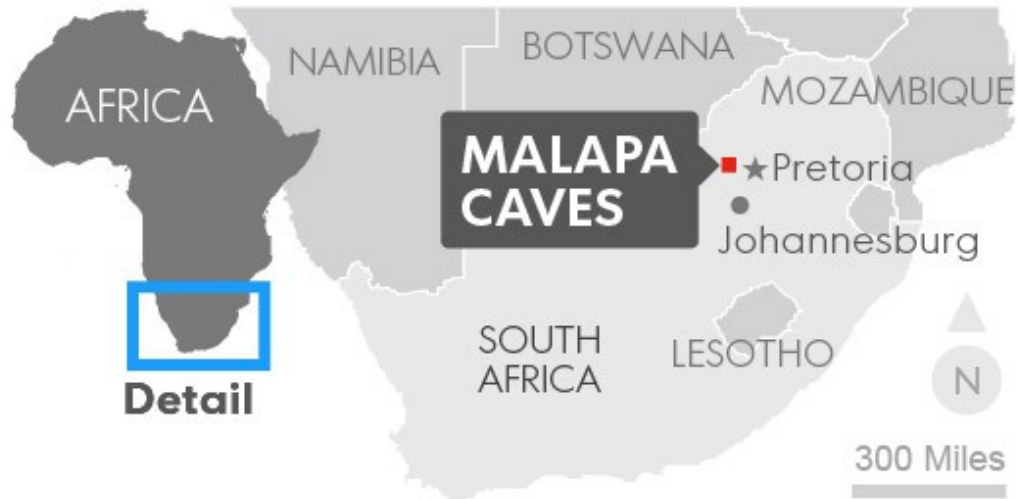 AFRICA
Detail
NAMIBIA
BOTSWANA
MOZAMBIQUE
MALAPA
CAVES
Pretoria
Johannesburg
SOUTH
AFRICA
LESOTHO
N
300 Miles